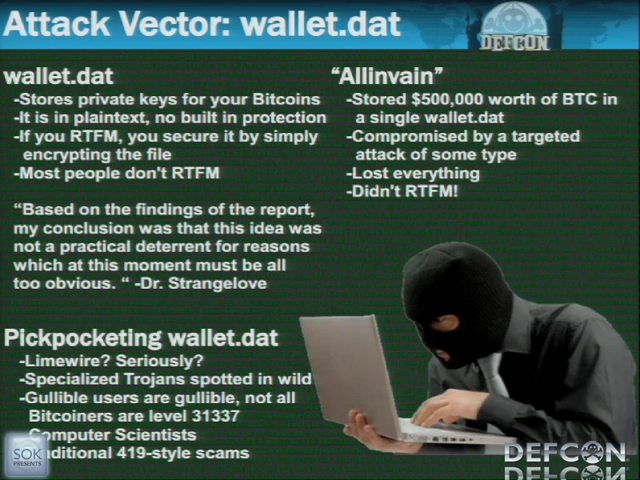 Attack Vector: wallet.dat
DEFCON
wallet.dat
-Stores private keys for your Bitcoins
-It is in plaintext, no built in protection
-If you RTFM, you secure it by simply
encrypting the file
-Most people don't RTFM
“Based on the findings of the report,
my conclusion was that this idea was
not a practical deterrent for reasons
which at this moment must be all
too obvious. “ -Dr. Strangelove
“Allinvain”
-Stored $500,000 worth of BTC in
a single wallet.dat
-Compromised by a targeted
attack of some type
-Lost everything
-Didn't RTFM!
Pickpocketing wallet.dat
-Limewire? Seriously?
-Specialized Trojans spotted in wild
-Gullible users are gullible, not all
Bitcoiners are level 31337
Computer Scientists
419-style scams
SOK
PRESENTS
DEFCON